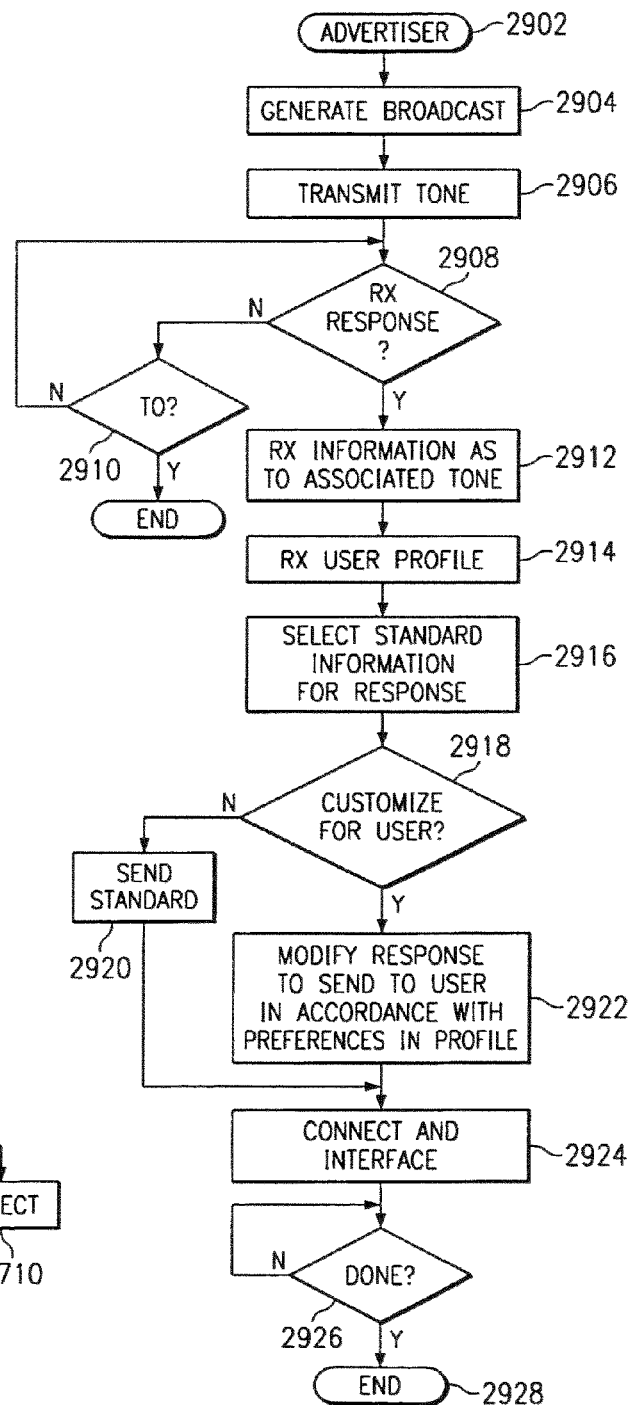 ADVERTISER
2902
GENERATE BROADCAST
2904
TRANSMIT TONE
2906
2908
RX
RESPONSE
?
N
Y
N
TO?
2910
Y
END
RX INFORMATION AS
TO ASSOCIATED TONE
2912
RX USER PROFILE
2914
SELECT STANDARD
INFORMATION
FOR RESPONSE
2916
2918
CUSTOMIZE
FOR USER?
N
Y
SEND
STANDARD
2920
MODIFY RESPONSE
TO SEND TO USER
IN ACCORDANCE WITH
PREFERENCES IN PROFILE
2922
CONNECT AND
INTERFACE
2924
ECT
710
N
DONE?
2926
Y
END
2928